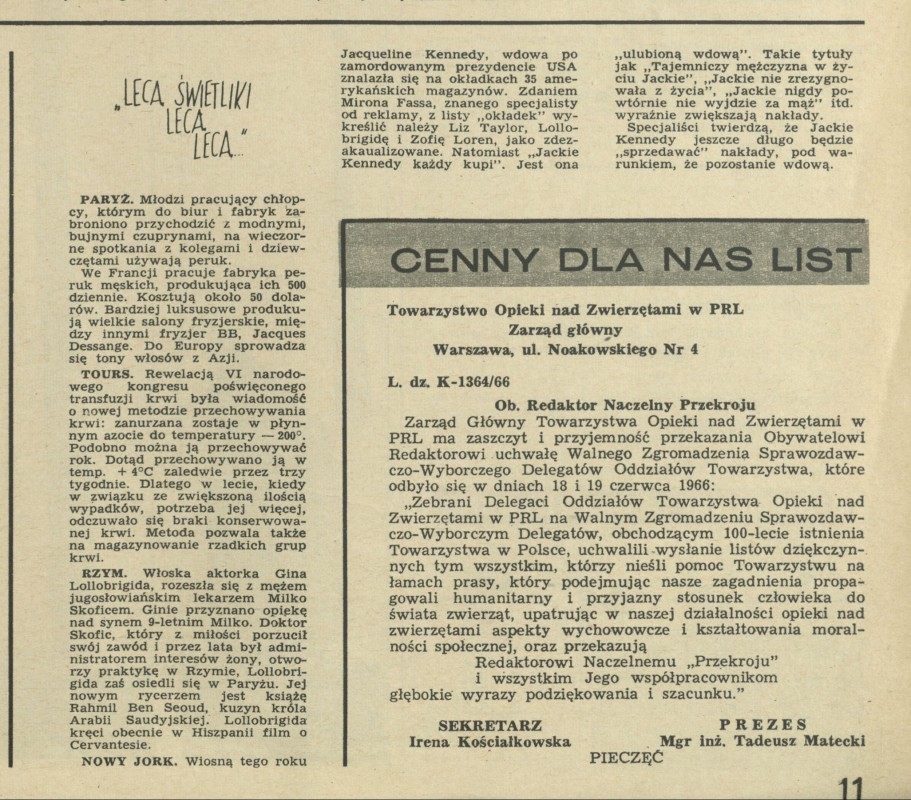 „LECĄ ŚWIETLIKI
LECĄ
LECĄ..."
PARYŻ. Młodzi pracujący chłop-
cy, którym do biur i fabryk za-
broniono przychodzić z modnymi,
bujnymi czuprynami, na wieczor-
ne spotkania z kolegami i dziew-
czętami używają peruk.
We Francji pracuje fabryka pe-
ruk męskich, produkująca ich 500
dziennie. Kosztują około 50 dola-
rów. Bardziej luksusowe produku-
ją wielkie salony fryzjerskie, mię-
dzy innymi fryzjer BB, Jacques
Dessange. Do Europy sprowadza
się tony włosów z Azji.
TOURS. Rewelacją VI narodo-
wego kongresu poświęconego
transfuzji krwi była wiadomość
o nowej metodzie przechowywania
krwi: zanurzana zostaje w płyn-
nym azocie do temperatury — 200°.
Podobno można ją przechowywać
rok. Dotąd przechowywano ją w
temp. + 4°C zaledwie przez trzy
tygodnie. Dlatego w lecie, kiedy
w związku ze zwiększoną ilością
wypadków, potrzeba jej więcej,
odczuwało się braki konserwowa-
nej krwi. Metoda pozwala także
na magazynowanie rzadkich grup
krwi.
RZYM. Włoska aktorka Gina
Lollobrigida, rozeszła się z mężem
jugosłowiańskim lekarzem Milko
Skoficem. Ginie przyznano opiekę
nad synem 9-letnim Milko. Doktor
Skofic, który z miłości porzucił
swój zawód i przez lata był admi-
nistratorem interesów żony, otwo-
rzy praktykę w Rzymie, Lollobri-
gida zaś osiedli się w Paryżu. Jej
nowym rycerzem jest książę
Rahmil Ben Seoud, kuzyn króla
Arabii Saudyjskiej. Lollobrigida
kręci obecnie w Hiszpanii film o
Cervantesie.
NOWY JORK. Wiosną tego roku
Jacqueline Kennedy, wdowa po
zamordowanym prezydencie USA
znalazła się na okładkach 35 ame-
rykańskich magazynów. Zdaniem
Mirona Fassa, znanego specjalisty
od reklamy, z listy „okładek" wy-
kreślić należy Liz Taylor, Lollo-
brigidę i Zofię Loren, jako zdez-
akaualizowane. Natomiast „Jackie
Kennedy każdy kupi". Jest ona
„ulubioną wdową". Takie tytuły
jak „Tajemniczy mężczyzna w ży-
ciu Jackie", „Jackie nie zrezygno-
wała z życia", „Jackie nigdy po-
wtórnie nie wyjdzie za mąż" itd.
wyraźnie zwiększają nakłady.
Specjaliści twierdzą, że Jackie
Kennedy jeszcze długo będzie
„sprzedawać" nakłady, pod wa-
runkiem, że pozostanie wdową.
CENNY DLA NAS LIST
Towarzystwo Opieki nad Zwierzętami w PRL
Zarząd główny
Warszawa, ul. Noakowskiego Nr 4
L. dz. K-1364/66
Ob. Redaktor Naczelny Przekroju
Zarząd Główny Towarzystwa Opieki nad Zwierzętami w
PRL ma zaszczyt i przyjemność przekazania Obywatelowi
Redaktorowi uchwałę Walnego Zgromadzenia Sprawozdaw-
czo-Wyborczego Delegatów Oddziałów Towarzystwa, które
odbyło się w dniach 18 i 19 czerwca 1966:
„Zebrani Delegaci Oddziałów Towarzystwa Opieki nad
Zwierzętami w PRL na Walnym Zgromadzeniu Sprawozdaw-
czo-Wyborczym Delegatów, obchodzącym 100-lecie istnienia
Towarzystwa w Polsce, uchwalili wysłanie listów dziękczyn-
nych tym wszystkim, którzy nieśli pomoc Towarzystwu na
łamach prasy, który podejmując nasze zagadnienia propa-
gowali humanitarny i przyjazny stosunek człowieka do
świata zwierząt, upatrując w naszej działalności opieki nad
zwierzętami aspekty wychowowcze i kształtowania moral-
ności społecznej, oraz przekazują
Redaktorowi Naczelnemu „Przekroju"
i wszystkim Jego współpracownikom
głębokie wyrazy podziękowania i szacunku."
SEKRETARZ
Irena Kościałkowska
PREZES
Mgr inż. Tadeusz Matecki
PIECZĘĆ
11